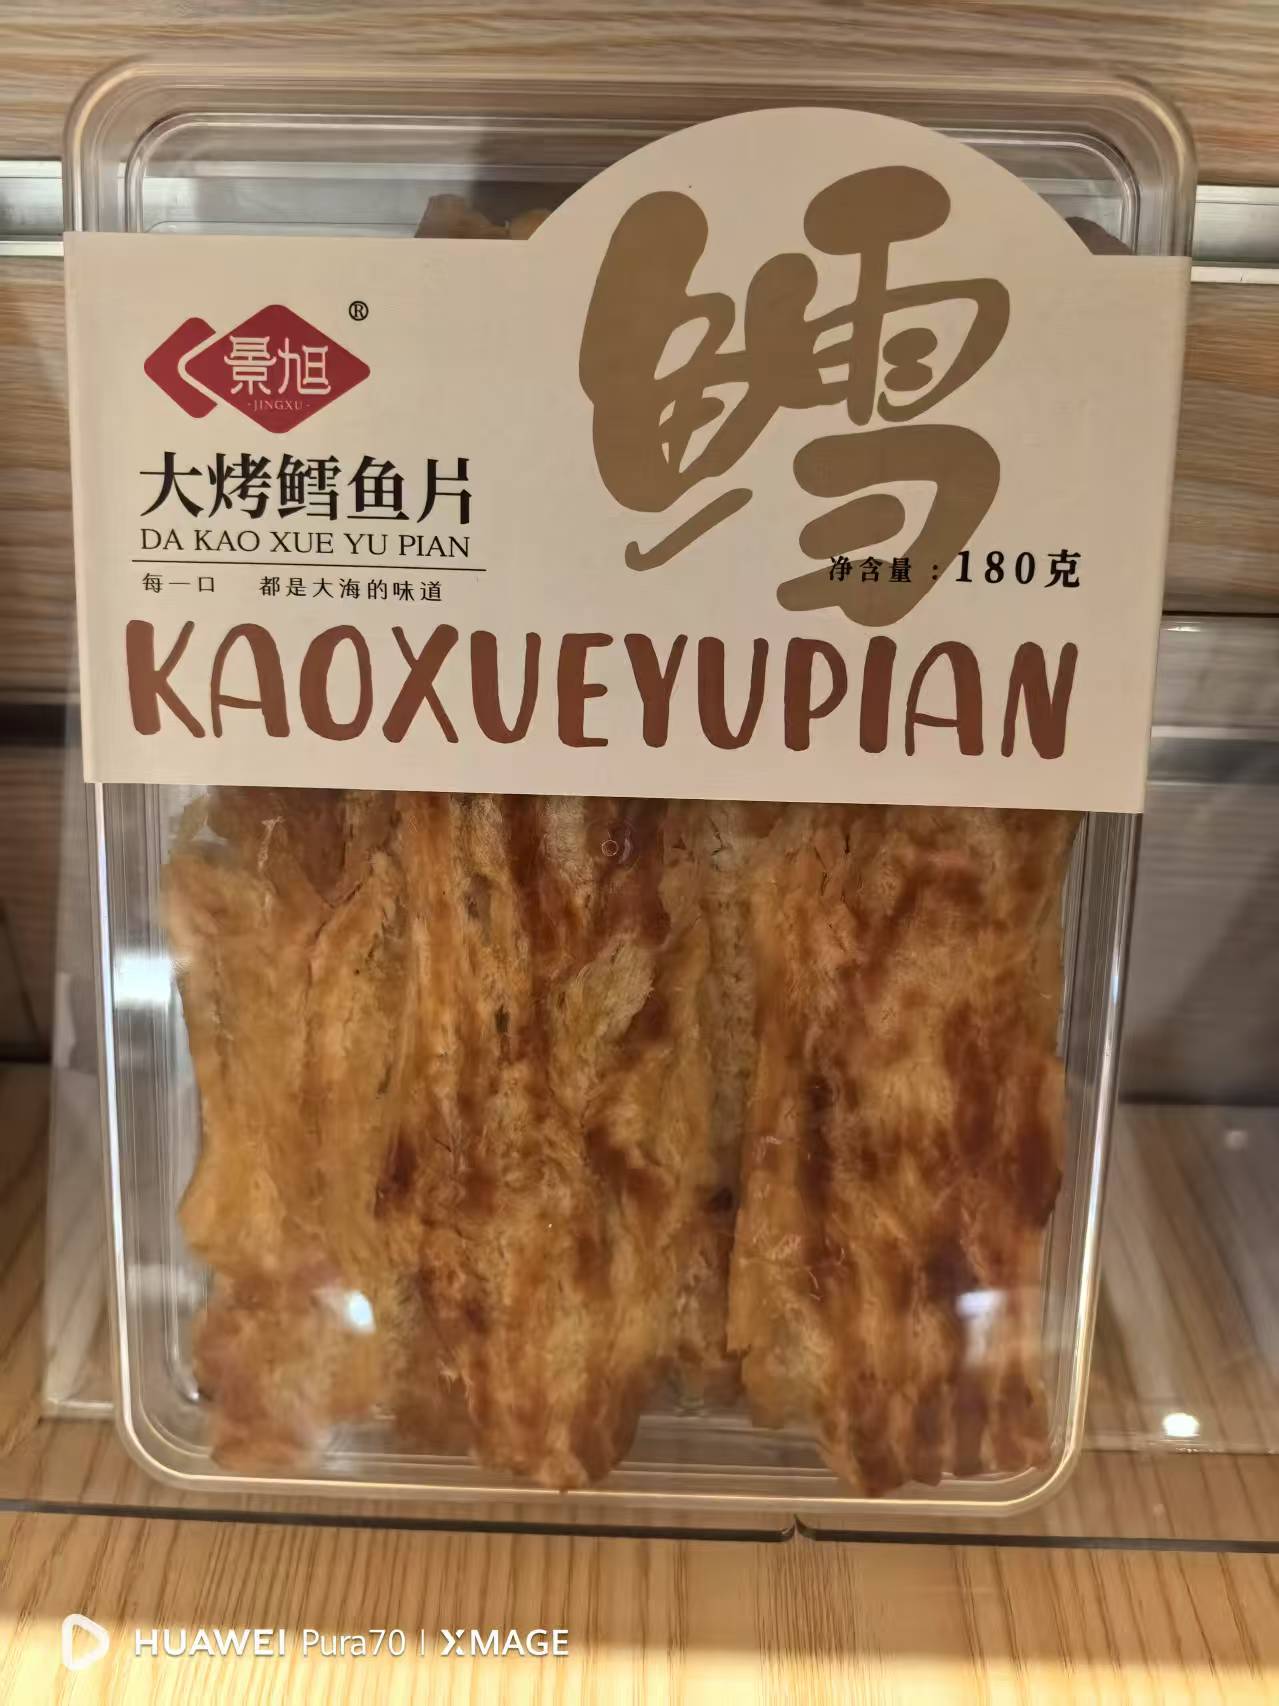 鳕
景旭
·JINGXU·
®
大烤鳕鱼片
DA KAO XUE YU PIAN
每一口 都是大海的味道
净含量：180克
KAOXUEYUPIAN
HUAWEI Pura70 | XMAGE